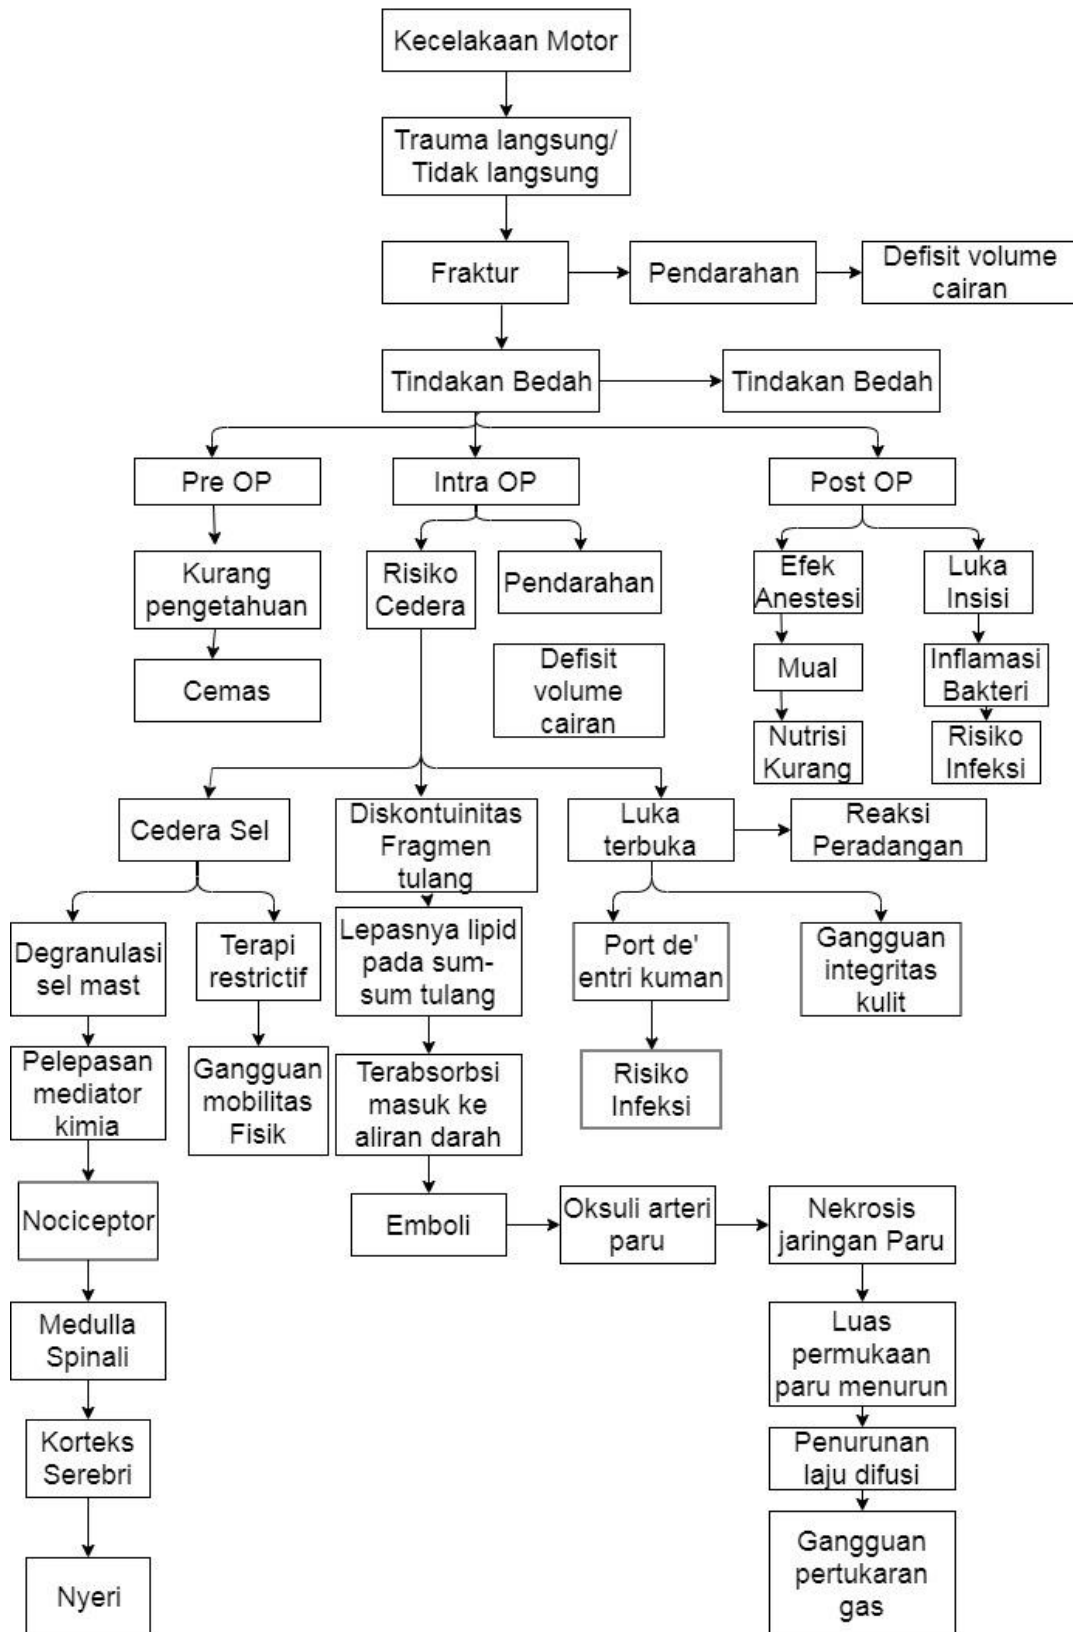 Kecelakaan Motor
Trauma langsung/
Tidak langsung
Fraktur
Pendarahan
Defisit volume
cairan
Tindakan Bedah
Tindakan Bedah
Pre OP
Intra OP
Post OP
Kurang
pengetahuan
Risiko
Cedera
Pendarahan
Efek
Anestesi
Luka
Insisi
Cemas
Defisit
volume
cairan
Mual
Inflamasi
Bakteri
Nutrisi
Kurang
Risiko
Infeksi
Cedera Sel
Diskontuinitas
Fragmen
tulang
Luka
terbuka
Reaksi
Peradangan
Degranulasi
sel mast
Terapi
restrictif
Lepasnya lipid
pada sum-
sum tulang
Port de'
entri kuman
Gangguan
integritas
kulit
Pelepasan
mediator
kimia
Gangguan
mobilitas
Fisik
Terabsorbsi
masuk ke
aliran darah
Risiko
Infeksi
Nociceptor
Emboli
Oksuli arteri
paru
Nekrosis
jaringan Paru
Medulla
Spinali
Luas
permukaan
paru menurun
Korteks
Serebri
Penurunan
laju difusi
Nyeri
Gangguan
pertukaran
gas